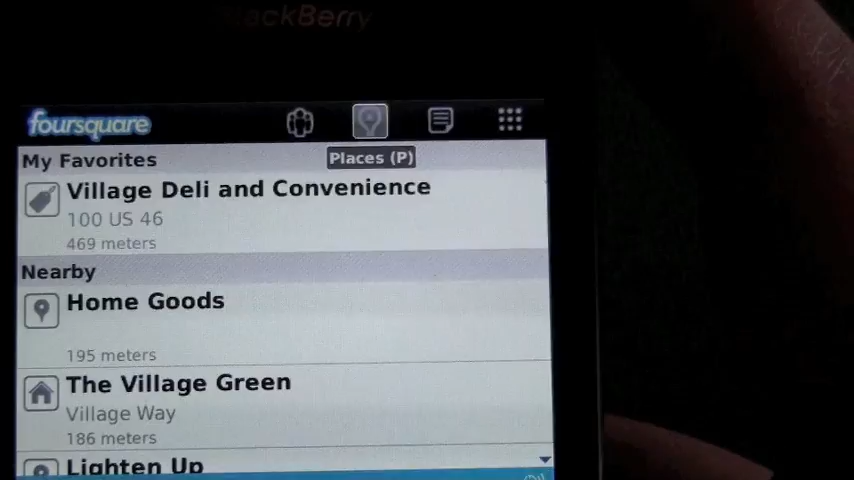 BlackBerry
foursquare
My Favorites
Places (P)
Village Deli and Convenience
100 US 46
469 meters
Nearby
Home Goods
195 meters
The Village Green
Village Way
186 meters
Lighten Up